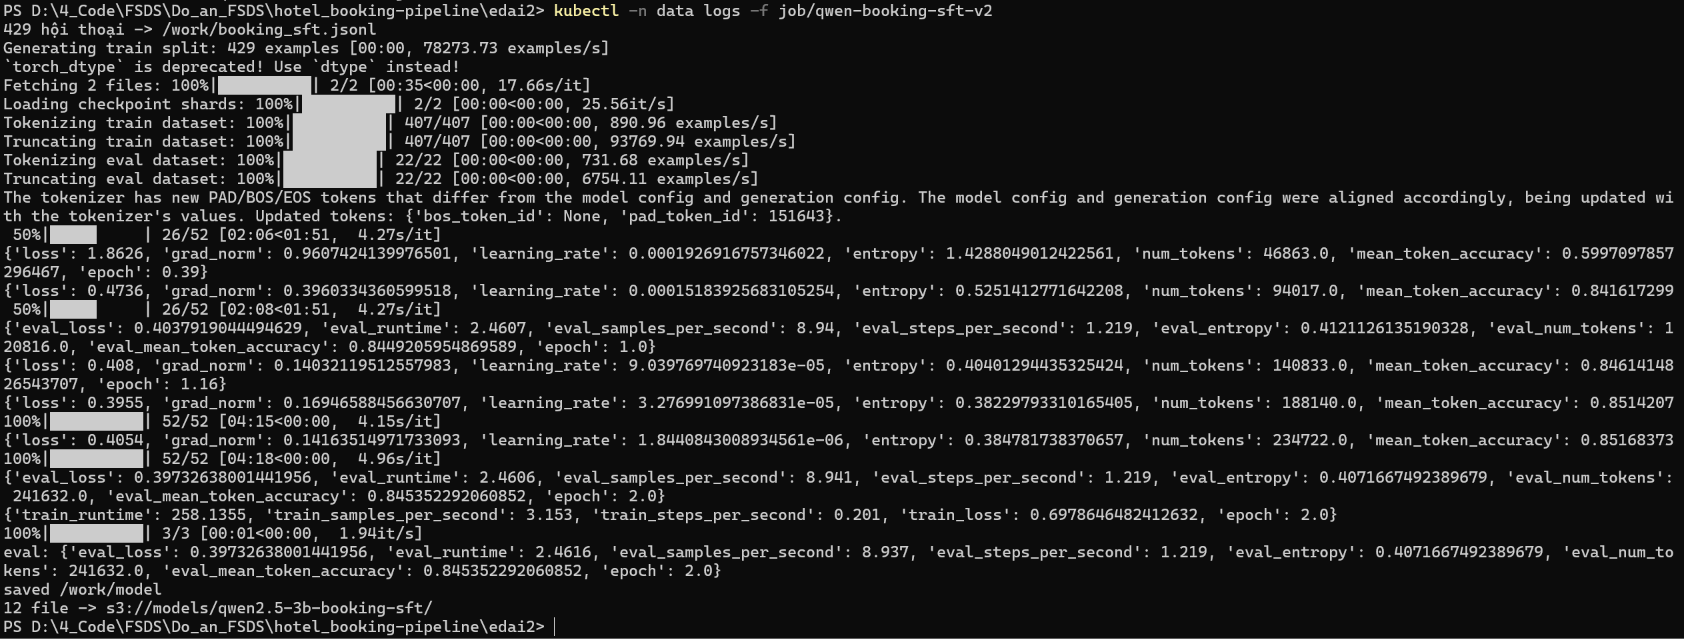 PS D:\4_Code\FSDS\Do_an_FSDS\hotel_booking-pipeline\edai2> kubectl -n data logs -f job/qwen-booking-sft-v2
429 hội thoại -> /work/booking_sft.jsonl
Generating train split: 429 examples [00:00, 78273.73 examples/s]
`torch_dtype` is deprecated! Use `dtype` instead!
Fetching 2 files: 100%|██████████| 2/2 [00:35<00:00, 17.66s/it]
Loading checkpoint shards: 100%|██████████| 2/2 [00:00<00:00, 25.56it/s]
Tokenizing train dataset: 100%|██████████| 407/407 [00:00<00:00, 890.96 examples/s]
Truncating train dataset: 100%|██████████| 407/407 [00:00<00:00, 93769.94 examples/s]
Tokenizing eval dataset: 100%|██████████| 22/22 [00:00<00:00, 731.68 examples/s]
Truncating eval dataset: 100%|██████████| 22/22 [00:00<00:00, 6754.11 examples/s]
The tokenizer has new PAD/BOS/EOS tokens that differ from the model config and generation config. The model config and generation config were aligned accordingly, being updated wi
th the tokenizer's values. Updated tokens: {'bos_token_id': None, 'pad_token_id': 151643}.
 50%|█████     | 26/52 [02:06<01:51,  4.27s/it]
{'loss': 1.8626, 'grad_norm': 0.9607424139976501, 'learning_rate': 0.0001926916757346022, 'entropy': 1.4288049012422561, 'num_tokens': 46863.0, 'mean_token_accuracy': 0.5997097857
296467, 'epoch': 0.39}
{'loss': 0.4736, 'grad_norm': 0.3960334360599518, 'learning_rate': 0.00015183925683105254, 'entropy': 0.5251412771642208, 'num_tokens': 94017.0, 'mean_token_accuracy': 0.841617299
 50%|█████     | 26/52 [02:08<01:51,  4.27s/it]
{'eval_loss': 0.4037919044494629, 'eval_runtime': 2.4607, 'eval_samples_per_second': 8.94, 'eval_steps_per_second': 1.219, 'eval_entropy': 0.4121126135190328, 'eval_num_tokens': 1
20816.0, 'eval_mean_token_accuracy': 0.8449205954869589, 'epoch': 1.0}
{'loss': 0.408, 'grad_norm': 0.14032119512557983, 'learning_rate': 9.039769740923183e-05, 'entropy': 0.40401294435325424, 'num_tokens': 140833.0, 'mean_token_accuracy': 0.84614148
26543707, 'epoch': 1.16}
{'loss': 0.3955, 'grad_norm': 0.16946588456630707, 'learning_rate': 3.276991097386831e-05, 'entropy': 0.38229793310165405, 'num_tokens': 188140.0, 'mean_token_accuracy': 0.8514207
100%|██████████| 52/52 [04:15<00:00,  4.15s/it]
{'loss': 0.4054, 'grad_norm': 0.14163514971733093, 'learning_rate': 1.8440843008934561e-06, 'entropy': 0.384781738370657, 'num_tokens': 234722.0, 'mean_token_accuracy': 0.85168373
100%|██████████| 52/52 [04:18<00:00,  4.96s/it]
{'eval_loss': 0.39732638001441956, 'eval_runtime': 2.4606, 'eval_samples_per_second': 8.941, 'eval_steps_per_second': 1.219, 'eval_entropy': 0.4071667492389679, 'eval_num_tokens':
 241632.0, 'eval_mean_token_accuracy': 0.845352292060852, 'epoch': 2.0}
{'train_runtime': 258.1355, 'train_samples_per_second': 3.153, 'train_steps_per_second': 0.201, 'train_loss': 0.6978646482412632, 'epoch': 2.0}
100%|██████████| 3/3 [00:01<00:00,  1.94it/s]
eval: {'eval_loss': 0.39732638001441956, 'eval_runtime': 2.4616, 'eval_samples_per_second': 8.937, 'eval_steps_per_second': 1.219, 'eval_entropy': 0.4071667492389679, 'eval_num_to
kens': 241632.0, 'eval_mean_token_accuracy': 0.845352292060852, 'epoch': 2.0}
saved /work/model
12 file -> s3://models/qwen2.5-3b-booking-sft/
PS D:\4_Code\FSDS\Do_an_FSDS\hotel_booking-pipeline\edai2>